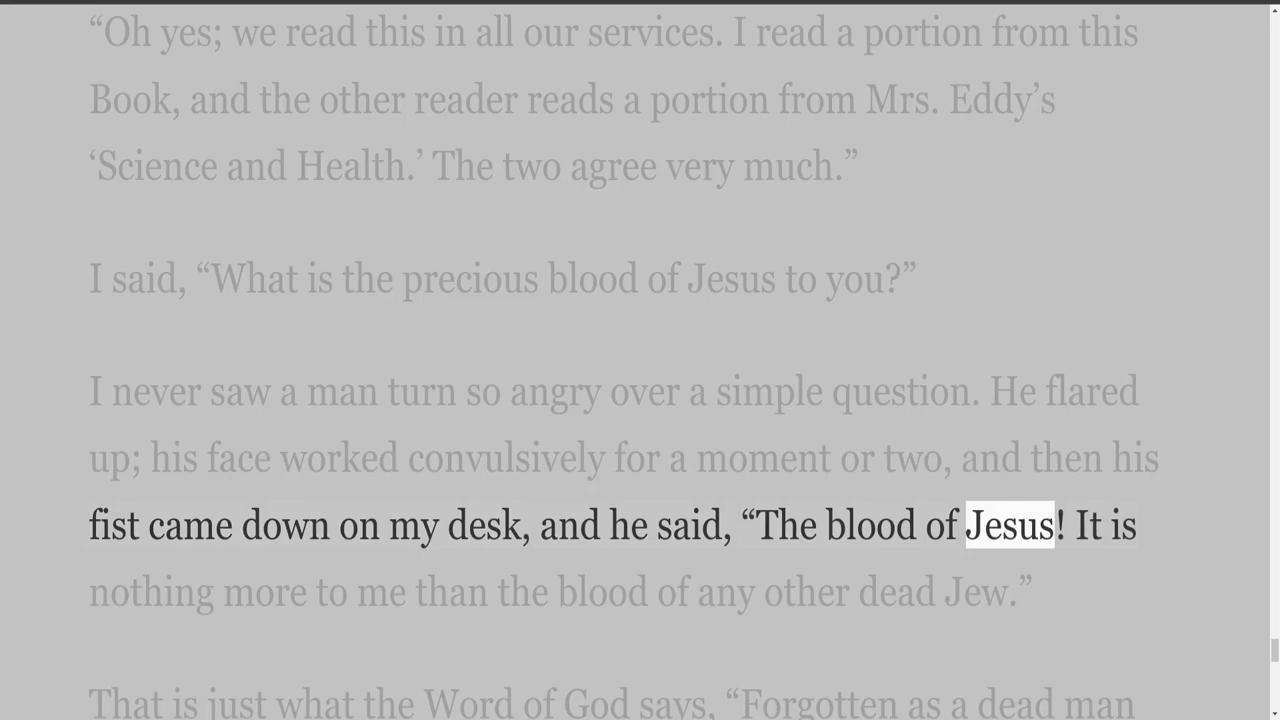 “Oh yes; we read this in all our services. I read a portion from this
Book, and the other reader reads a portion from Mrs. Eddy’s
‘Science and Health.’ The two agree very much.”
I said, “What is the precious blood of Jesus to you?”
I never saw a man turn so angry over a simple question. He flared
up; his face worked convulsively for a moment or two, and then his
fist came down on my desk, and he said, “The blood of Jesus! It is
nothing more to me than the blood of any other dead Jew.”
That is just what the Word of God says, “Forgotten as a dead man